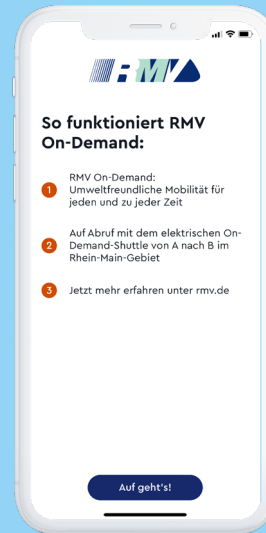 RMV
So funktioniert RMV
On-Demand:
1
RMV On-Demand:
Umweltfreundliche Mobilität für
jeden und zu jeder Zeit
2
Auf Abruf mit dem elektrischen On-
Demand-Shuttle von A nach B im
Rhein-Main-Gebiet
3
Jetzt mehr erfahren unter rmv.de
Auf geht's!